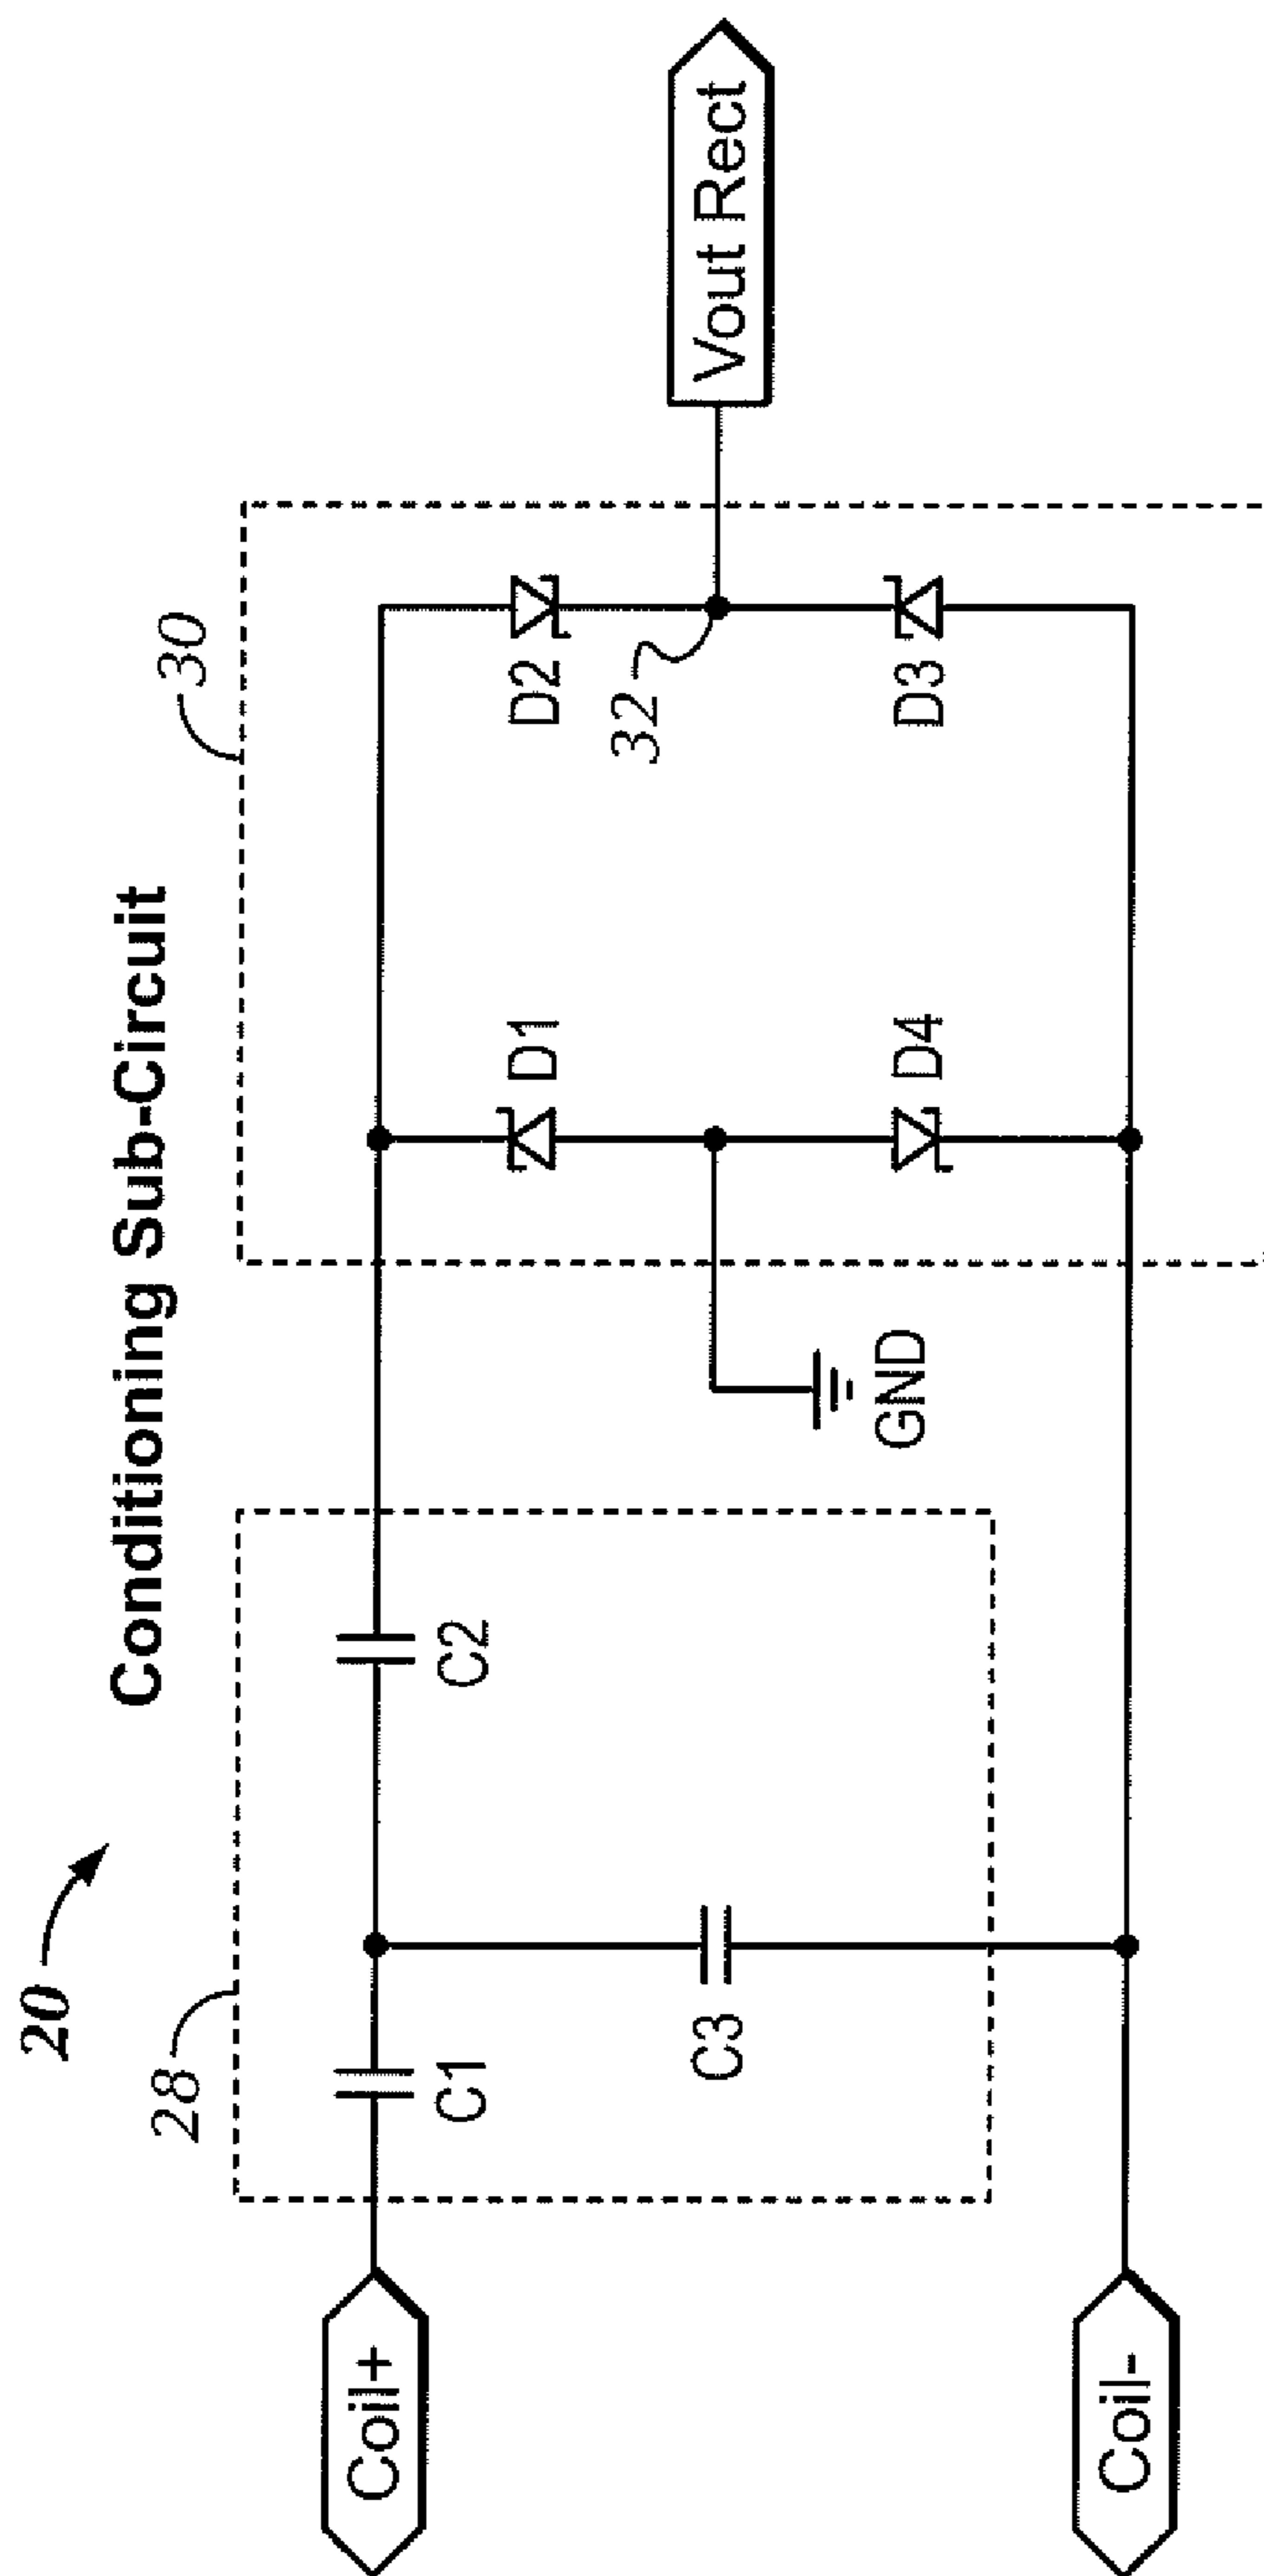 20
Conditioning Sub-Circuit
28
30
Coil+
C1
C2
C3
GND
D1
D2
D4
D3
32
Vout Rect
Coil-